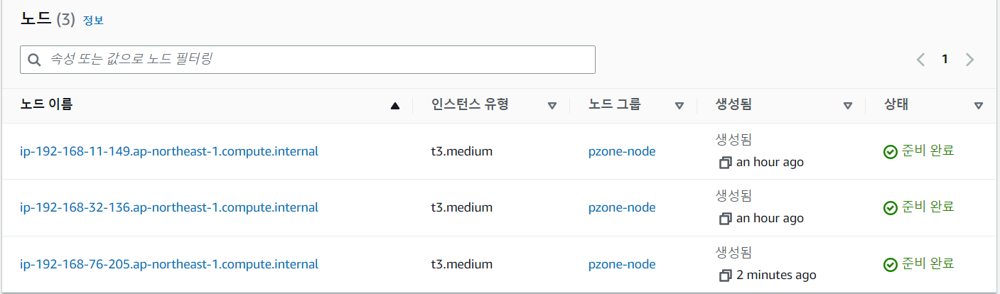 노드 (3) 정보
속성 또는 값으로 노드 필터링
1
노드 이름 인스턴스 유형 노드 그룹 생성됨 상태
생성됨
ip-192-168-11-149.ap-northeast-1.compute.internal t3.medium pzone-node 준비 완료
an hour ago
생성됨
ip-192-168-32-136.ap-northeast-1.compute.internal t3.medium pzone-node 준비 완료
an hour ago
생성됨
ip-192-168-76-205.ap-northeast-1.compute.internal t3.medium pzone-node 준비 완료
2 minutes ago